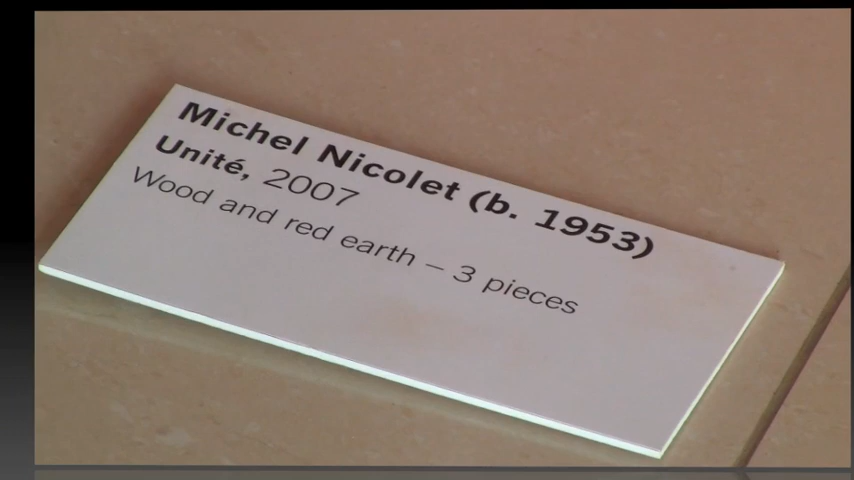 Michel Nicolet (b. 1953)
Unité, 2007
Wood and red earth – 3 pieces